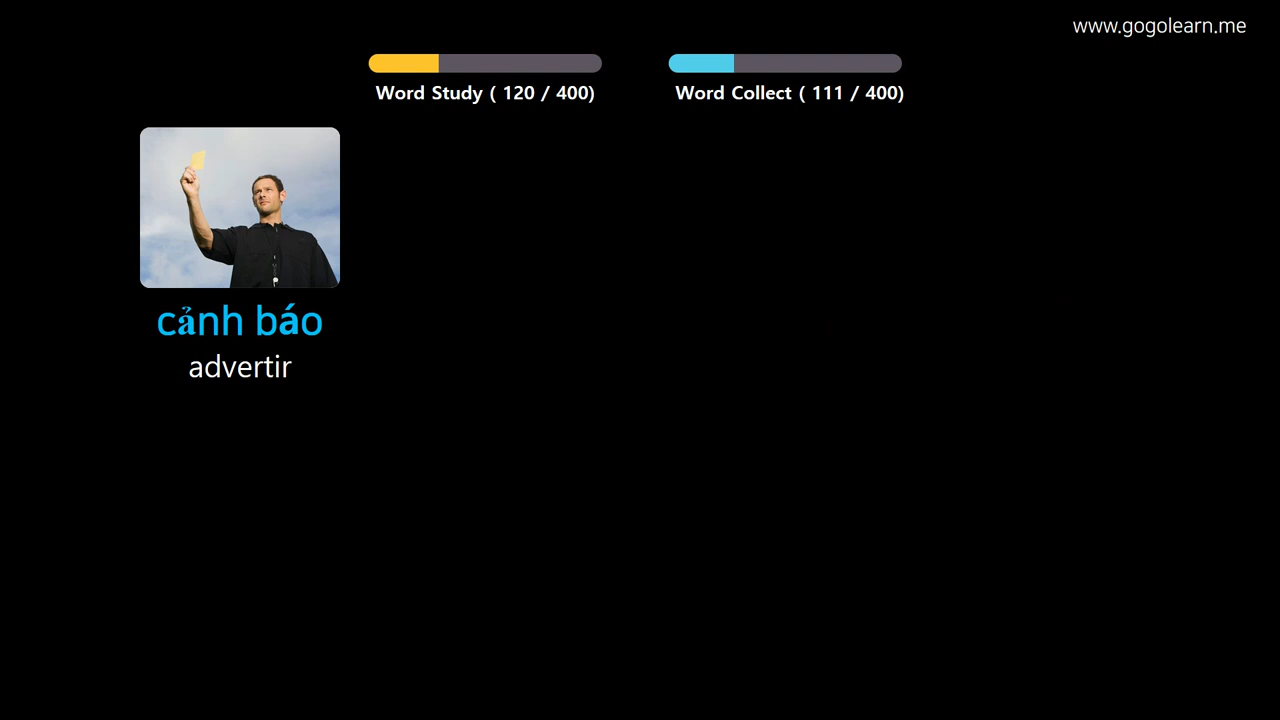 www.gogolearn.me
Word Study ( 120 / 400)
Word Collect ( 111 / 400)
cảnh báo
advertir